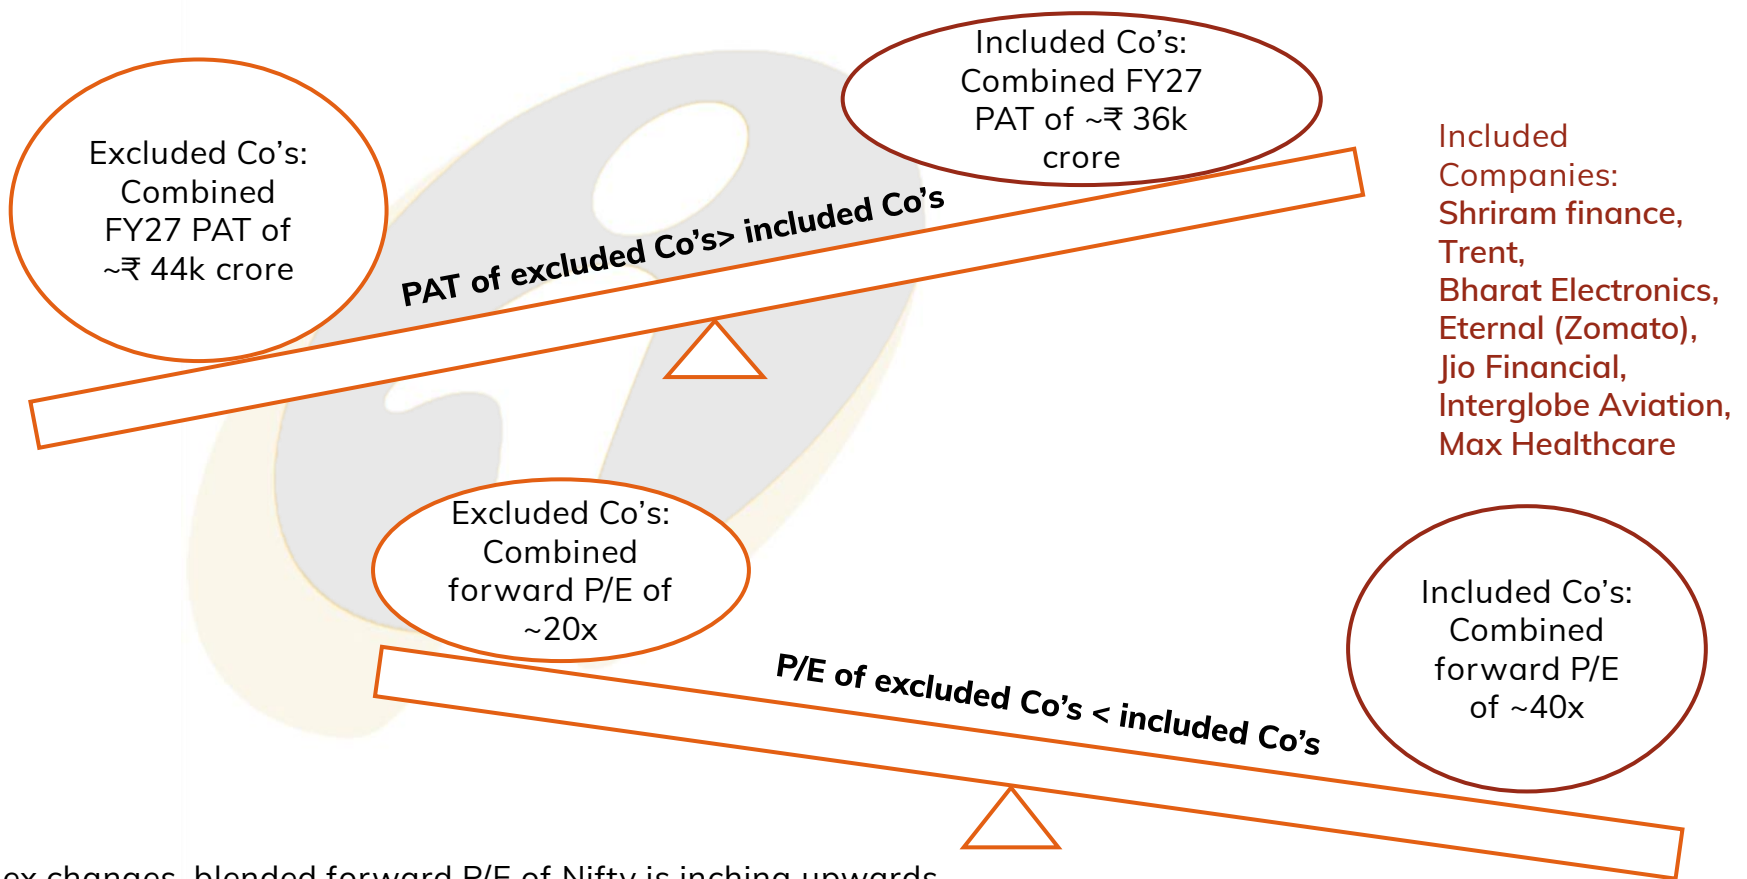 Included Co’s:
Combined FY27
PAT of ~₹ 36k
crore
Excluded Co’s:
Combined
FY27 PAT of
~₹ 44k crore
PAT of excluded Co’s> included Co’s
Included
Companies:
Shriram finance,
Trent,
Bharat Electronics,
Eternal (Zomato),
Jio Financial,
Interglobe Aviation,
Max Healthcare
Excluded Co’s:
Combined
forward P/E of
~20x
P/E of excluded Co’s < included Co’s
Included Co’s:
Combined
forward P/E
of ~40x
ex changes, blended forward P/E of Nifty is inching upwards